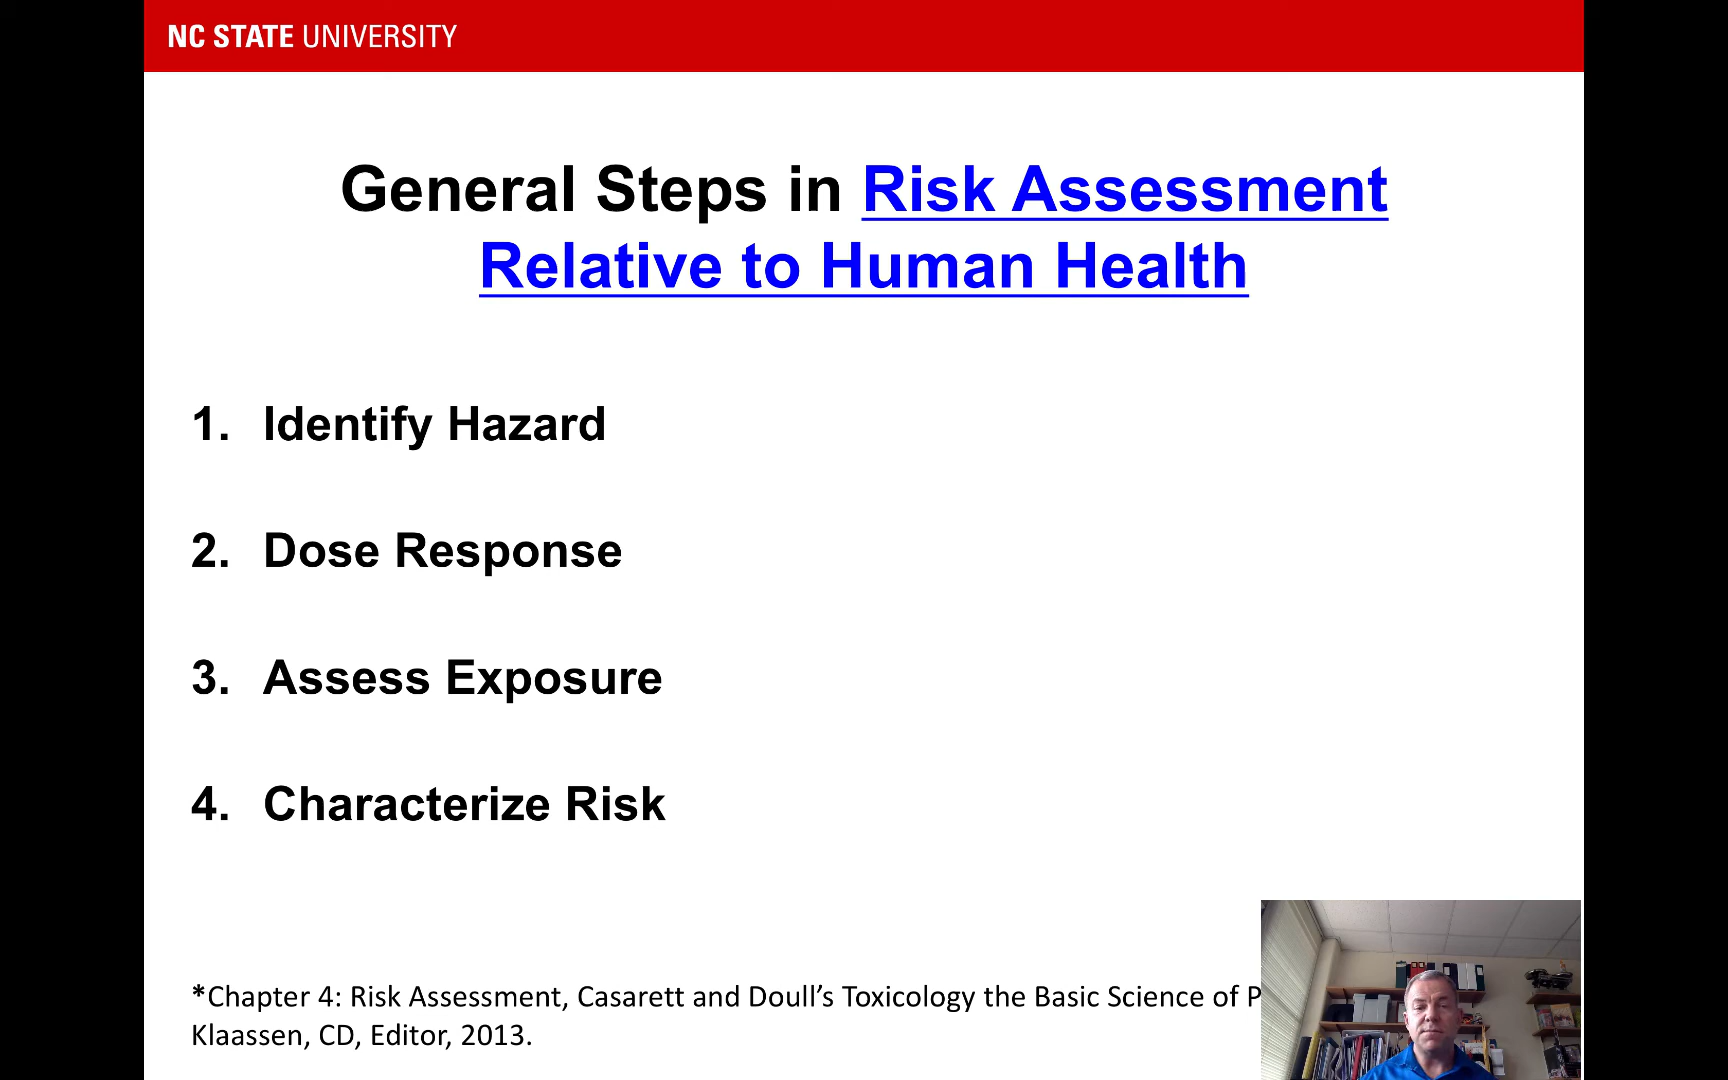 NC STATE UNIVERSITY
General Steps in Risk Assessment
Relative to Human Health
1. Identify Hazard
2. Dose Response
3. Assess Exposure
4. Characterize Risk
*Chapter 4: Risk Assessment, Casarett and Doull’s Toxicology the Basic Science of P
Klaassen, CD, Editor, 2013.